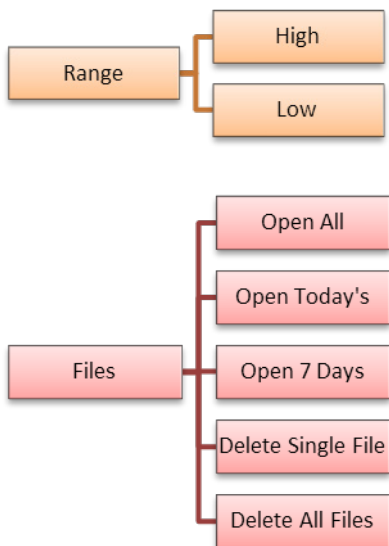 Range
High
Low
Files
Open All
Open Today's
Open 7 Days
Delete Single File
Delete All Files